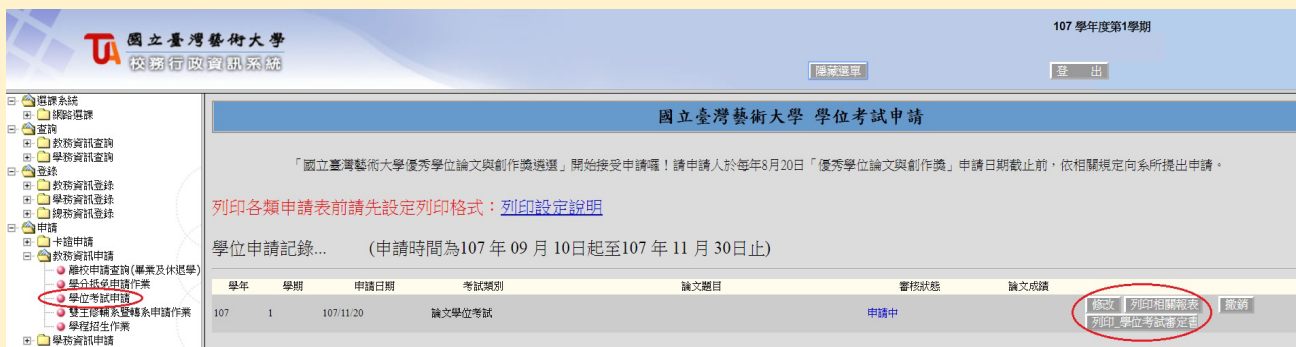 國立臺灣藝術大學
校務行政資訊系統
107 學年度第1學期
隱藏選單
登 出
選課系統
網路選課
查詢
教務資訊查詢
學務資訊查詢
登錄
教務資訊登錄
學務資訊登錄
總務資訊登錄
申請
卡證申請
教務資訊申請
離校申請查詢(畢業及休退學)
學分抵免申請作業
學位考試申請
雙主修輔系暨轉系申請作業
學程招生作業
學務資訊申請
國立臺灣藝術大學 學位考試申請
「國立臺灣藝術大學優秀學位論文與創作獎遴選」開始接受申請囉！請申請人於每年8月20日「優秀學位論文與創作獎」申請日期截止前，依相關規定向系所提出申請。
列印各類申請表前請先設定列印格式：列印設定說明
學位申請記錄... (申請時間為107 年 09 月 10日起至107 年 11 月 30日止)
學年 學期 申請日期 考試類別 論文題目 審核狀態 論文成績
107 1 107/11/20 論文學位考試 申請中 修改 列印相關報表 撤銷
列印_學位考試審定書